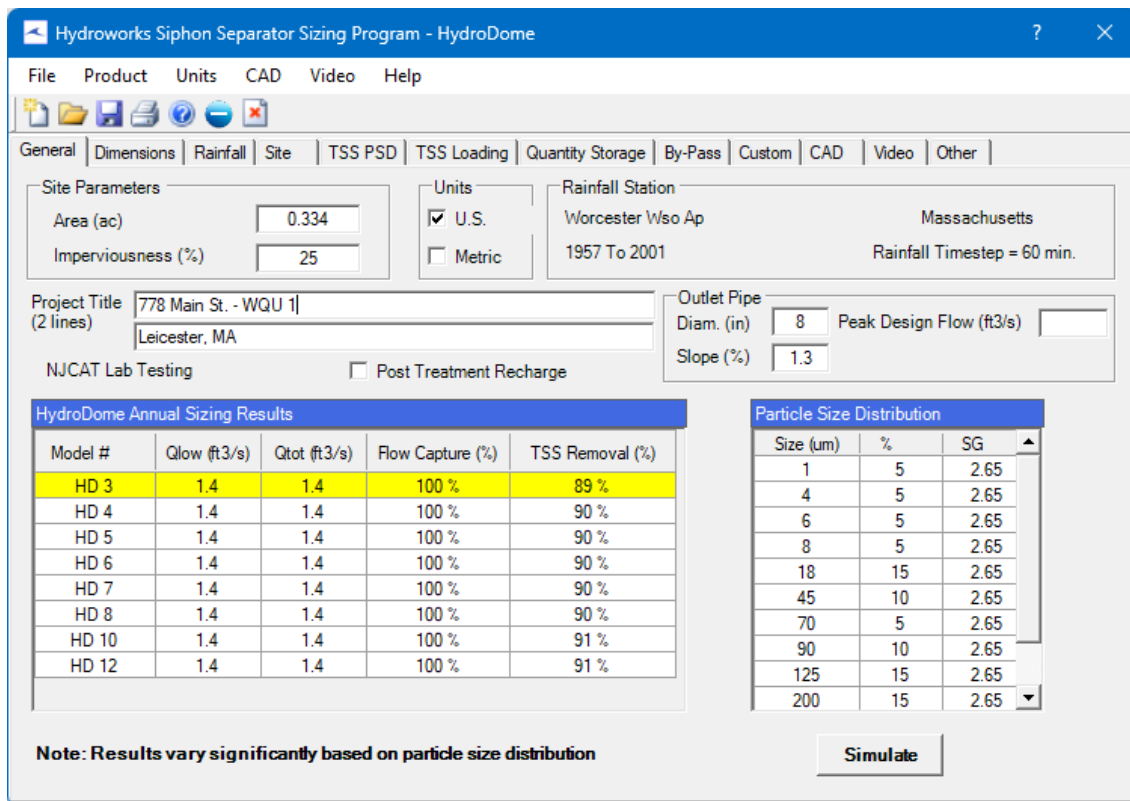 Hydroworks Siphon Separator Sizing Program - HydroDome ?
File Product Units CAD Video Help
General Dimensions Rainfall Site TSS PSD TSS Loading Quantity Storage By-Pass Custom CAD Video Other
Site Parameters
Area (ac) 0.334
Imperviousness (%) 25
Units
U.S.
Metric
Rainfall Station
Worcester Wso Ap Massachusetts
1957 To 2001 Rainfall Timestep = 60 min.
Project Title 778 Main St. - WQU 1
(2 lines) Leicester, MA
Outlet Pipe
Diam. (in) 8 Peak Design Flow (ft3/s)
Slope (%) 1.3
NJCAT Lab Testing Post Treatment Recharge
HydroDome Annual Sizing Results
Model # Qlow (ft3/s) Qtot (ft3/s) Flow Capture (%) TSS Removal (%)
HD 3 1.4 1.4 100 % 89 %
HD 4 1.4 1.4 100 % 90 %
HD 5 1.4 1.4 100 % 90 %
HD 6 1.4 1.4 100 % 90 %
HD 7 1.4 1.4 100 % 90 %
HD 8 1.4 1.4 100 % 90 %
HD 10 1.4 1.4 100 % 91 %
HD 12 1.4 1.4 100 % 91 %
Particle Size Distribution
Size (um) % SG
1 5 2.65
4 5 2.65
6 5 2.65
8 5 2.65
18 15 2.65
45 10 2.65
70 5 2.65
90 10 2.65
125 15 2.65
200 15 2.65
Note: Results vary significantly based on particle size distribution
Simulate